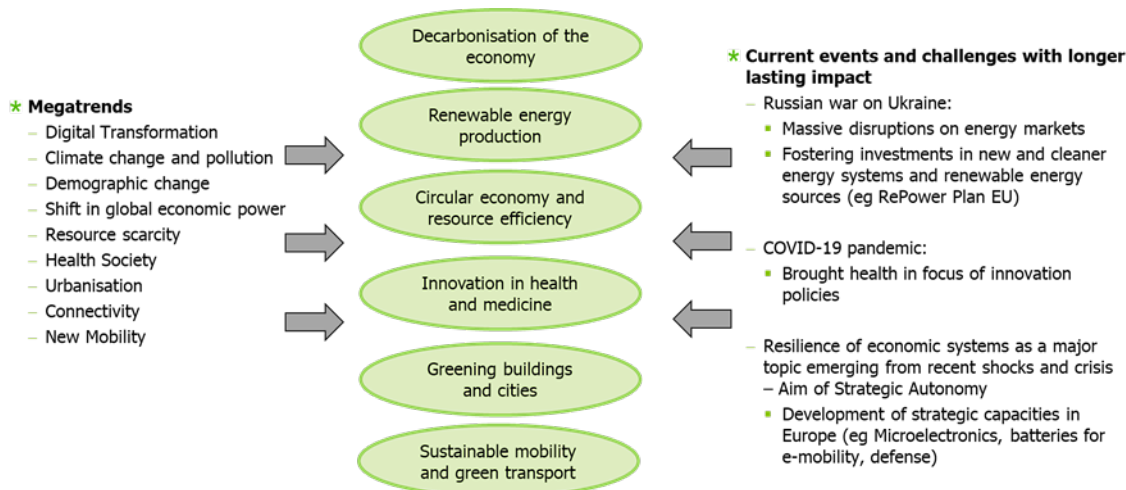 * Megatrends
– Digital Transformation
– Climate change and pollution
– Demographic change
– Shift in global economic power
– Resource scarcity
– Health Society
– Urbanisation
– Connectivity
– New Mobility
Decarbonisation of the
economy
Renewable energy
production
Circular economy and
resource efficiency
Innovation in health
and medicine
Greening buildings
and cities
Sustainable mobility
and green transport
* Current events and challenges with longer
lasting impact
– Russian war on Ukraine:
▪ Massive disruptions on energy markets
▪ Fostering investments in new and cleaner
energy systems and renewable energy
sources (eg RePower Plan EU)
– COVID-19 pandemic:
▪ Brought health in focus of innovation
policies
– Resilience of economic systems as a major
topic emerging from recent shocks and crisis
– Aim of Strategic Autonomy
▪ Development of strategic capacities in
Europe (eg Microelectronics, batteries for
e-mobility, defense)